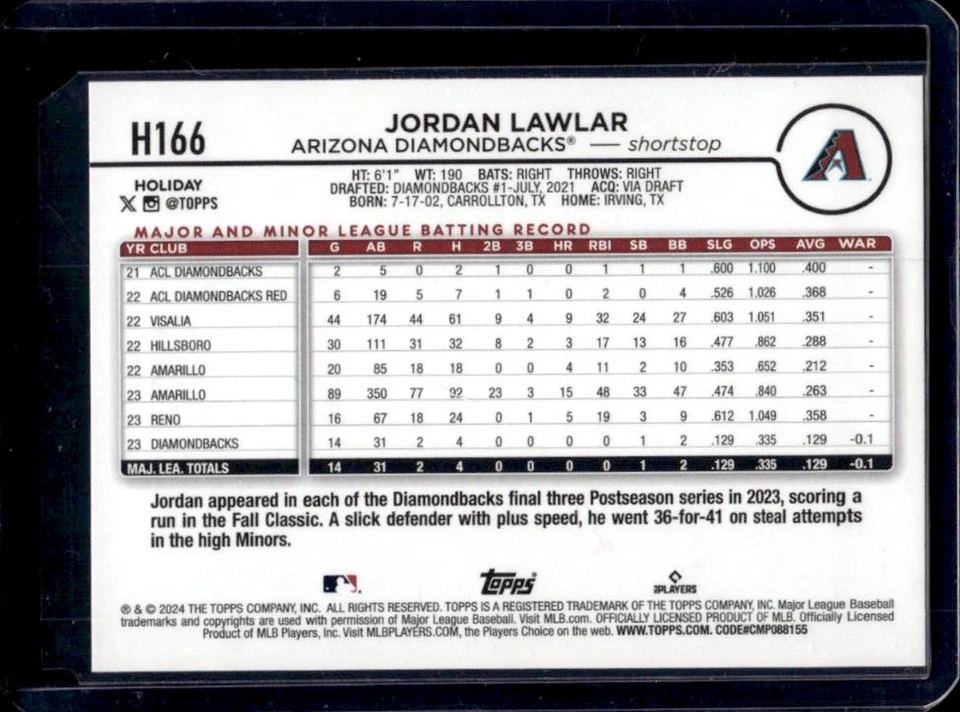 H166
JORDAN LAWLAR
ARIZONA DIAMONDBACKS® — shortstop
A
HOLIDAY
X @TOPPS
HT: 6'1" WT: 190 BATS: RIGHT THROWS: RIGHT
DRAFTED: DIAMONDBACKS #1-JULY, 2021 ACQ: VIA DRAFT
BORN: 7-17-02, CARROLLTON, TX HOME: IRVING, TX
MAJOR AND MINOR LEAGUE BATTING RECORD
YR CLUB G AB R H 2B 3B HR RBI SB BB SLG OPS AVG WAR
21 ACL DIAMONDBACKS 2 5 0 2 1 0 0 1 1 1 .600 1.100 .400 -
22 ACL DIAMONDBACKS RED 6 19 5 7 1 1 0 2 0 4 .526 1.026 .368 -
22 VISALIA 44 174 44 61 9 4 9 32 24 27 .603 1.051 .351 -
22 HILLSBORO 30 111 31 32 8 2 3 17 13 16 .477 .862 .288 -
22 AMARILLO 20 85 18 18 0 0 4 11 2 10 .353 .652 .212 -
23 AMARILLO 89 350 77 92 23 3 15 48 33 47 .474 .840 .263 -
23 RENO 16 67 18 24 0 1 5 19 3 9 .612 1.049 .358 -
23 DIAMONDBACKS 14 31 2 4 0 0 0 0 1 2 .129 .335 .129 -0.1
MAJ. LEA. TOTALS 14 31 2 4 0 0 0 0 1 2 .129 .335 .129 -0.1
Jordan appeared in each of the Diamondbacks final three Postseason series in 2023, scoring a
run in the Fall Classic. A slick defender with plus speed, he went 36-for-41 on steal attempts
in the high Minors.
Topps
PLAYERS
® & © 2024 THE TOPPS COMPANY, INC. ALL RIGHTS RESERVED. TOPPS IS A REGISTERED TRADEMARK OF THE TOPPS COMPANY, INC. Major League Baseball
trademarks and copyrights are used with permission of Major League Baseball. Visit MLB.com. OFFICIALLY LICENSED PRODUCT OF MLB. Officially Licensed
Product of MLB Players, Inc. Visit MLBPLAYERS.COM, the Players Choice on the web. WWW.TOPPS.COM. CODE#CMP088155